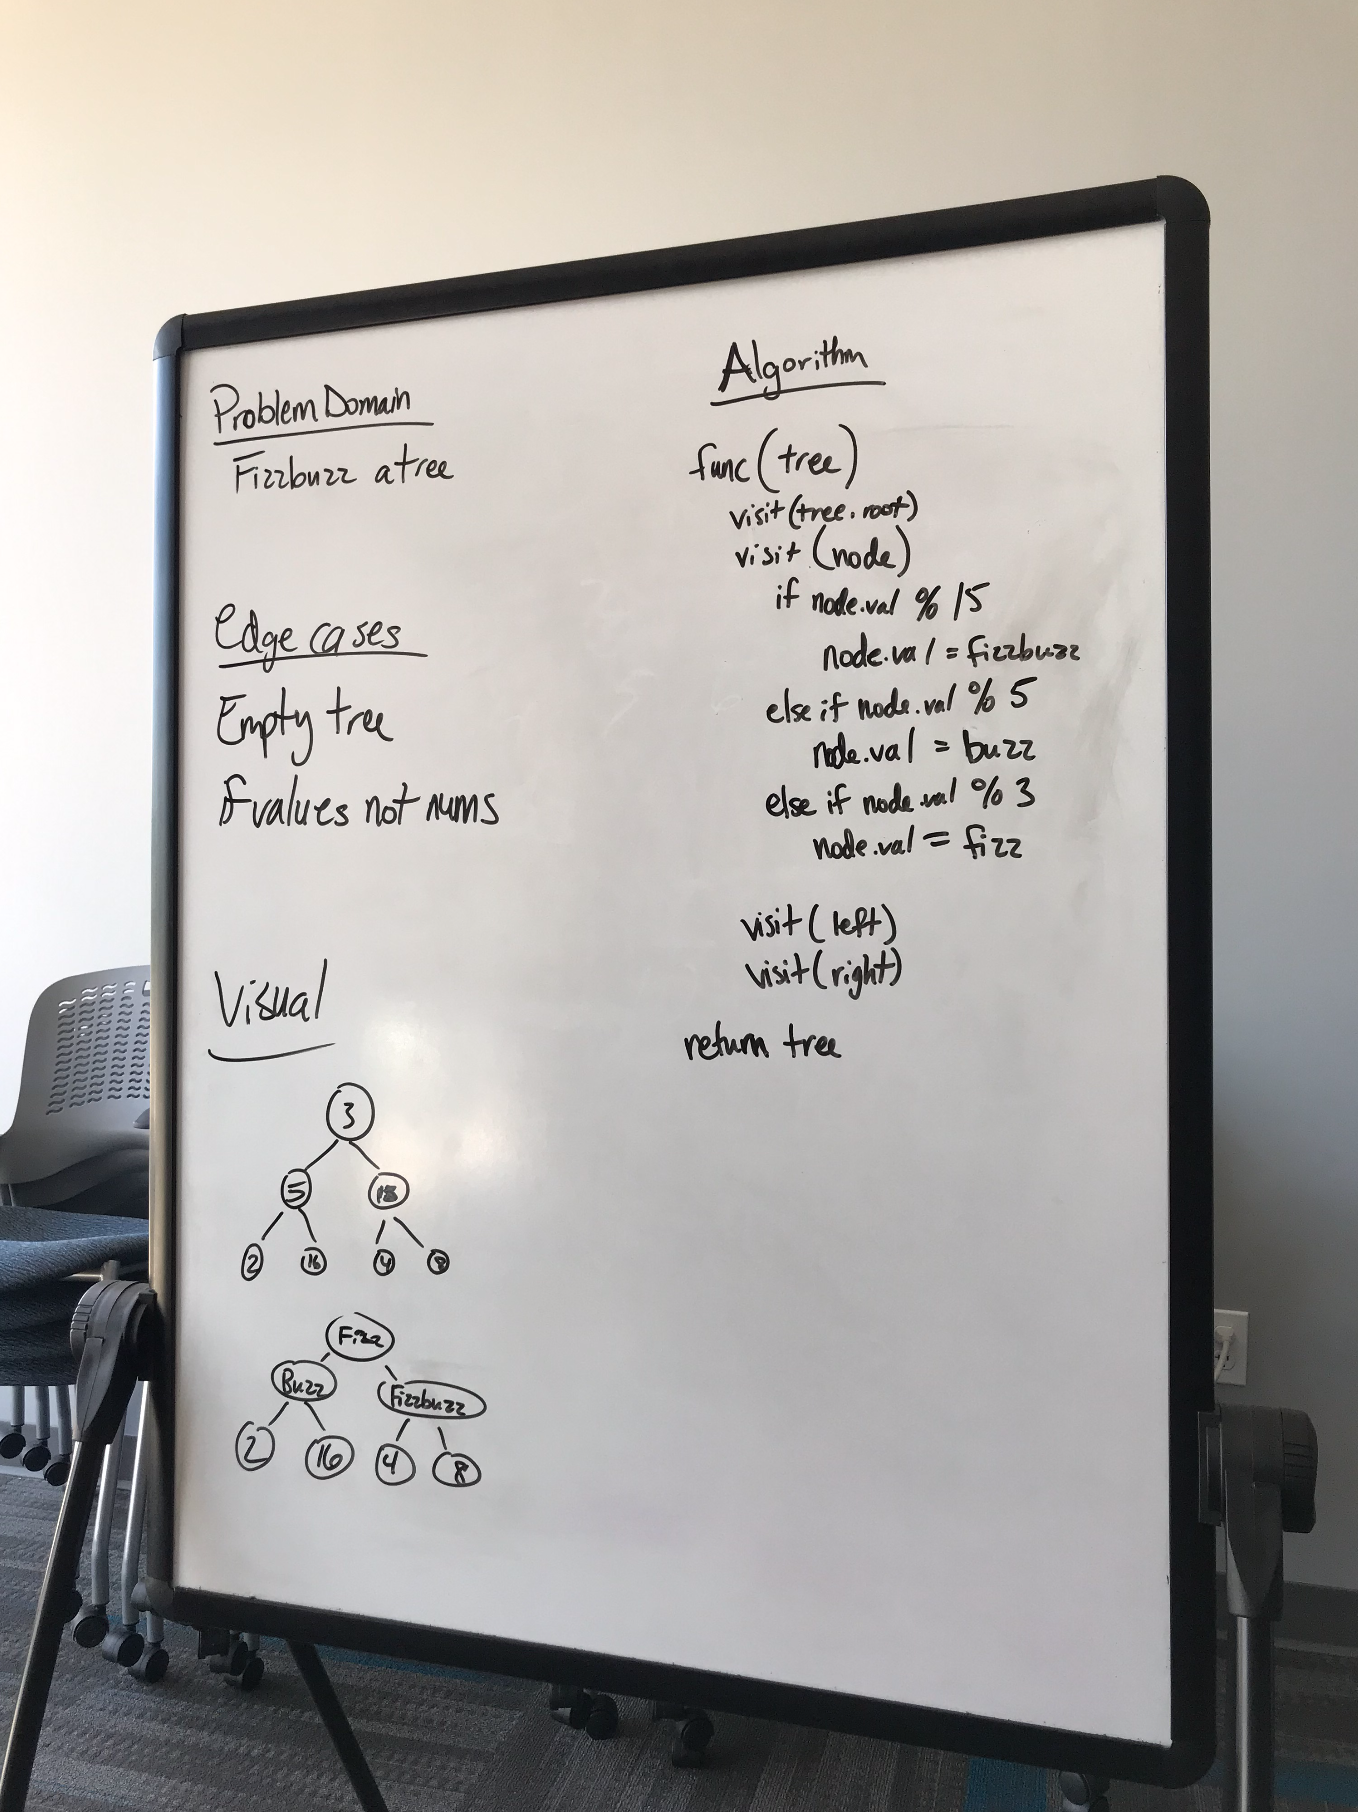 Problem Domain
Fizzbuzz a tree
Edge cases
Empty tree
if values not nums
Visual
3
5 15
2 16 4 8
Fizz
Buzz Fizzbuzz
2 16 4 8
Algorithm
func(tree)
visit(tree.root)
visit(node)
if node.val % 15
node.val = fizzbuzz
else if node.val % 5
node.val = buzz
else if node.val % 3
node.val = fizz
visit(left)
visit(right)
return tree